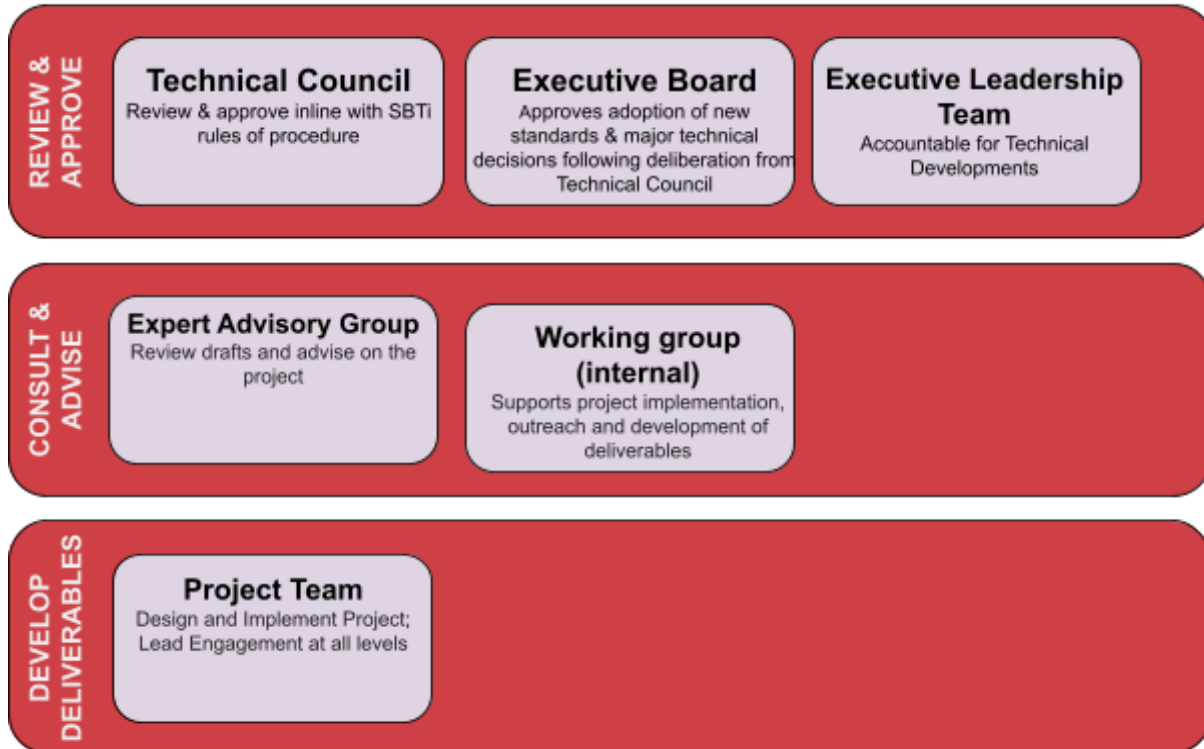 REVIEW &
APPROVE
Technical Council
Review & approve inline with SBTi
rules of procedure
Executive Board
Approves adoption of new
standards & major technical
decisions following deliberation from
Technical Council
Executive Leadership
Team
Accountable for Technical
Developments
CONSULT &
ADVISE
Expert Advisory Group
Review drafts and advise on the
project
Working group
(internal)
Supports project implementation,
outreach and development of
deliverables
DEVELOP
DELIVERABLES
Project Team
Design and Implement Project;
Lead Engagement at all levels